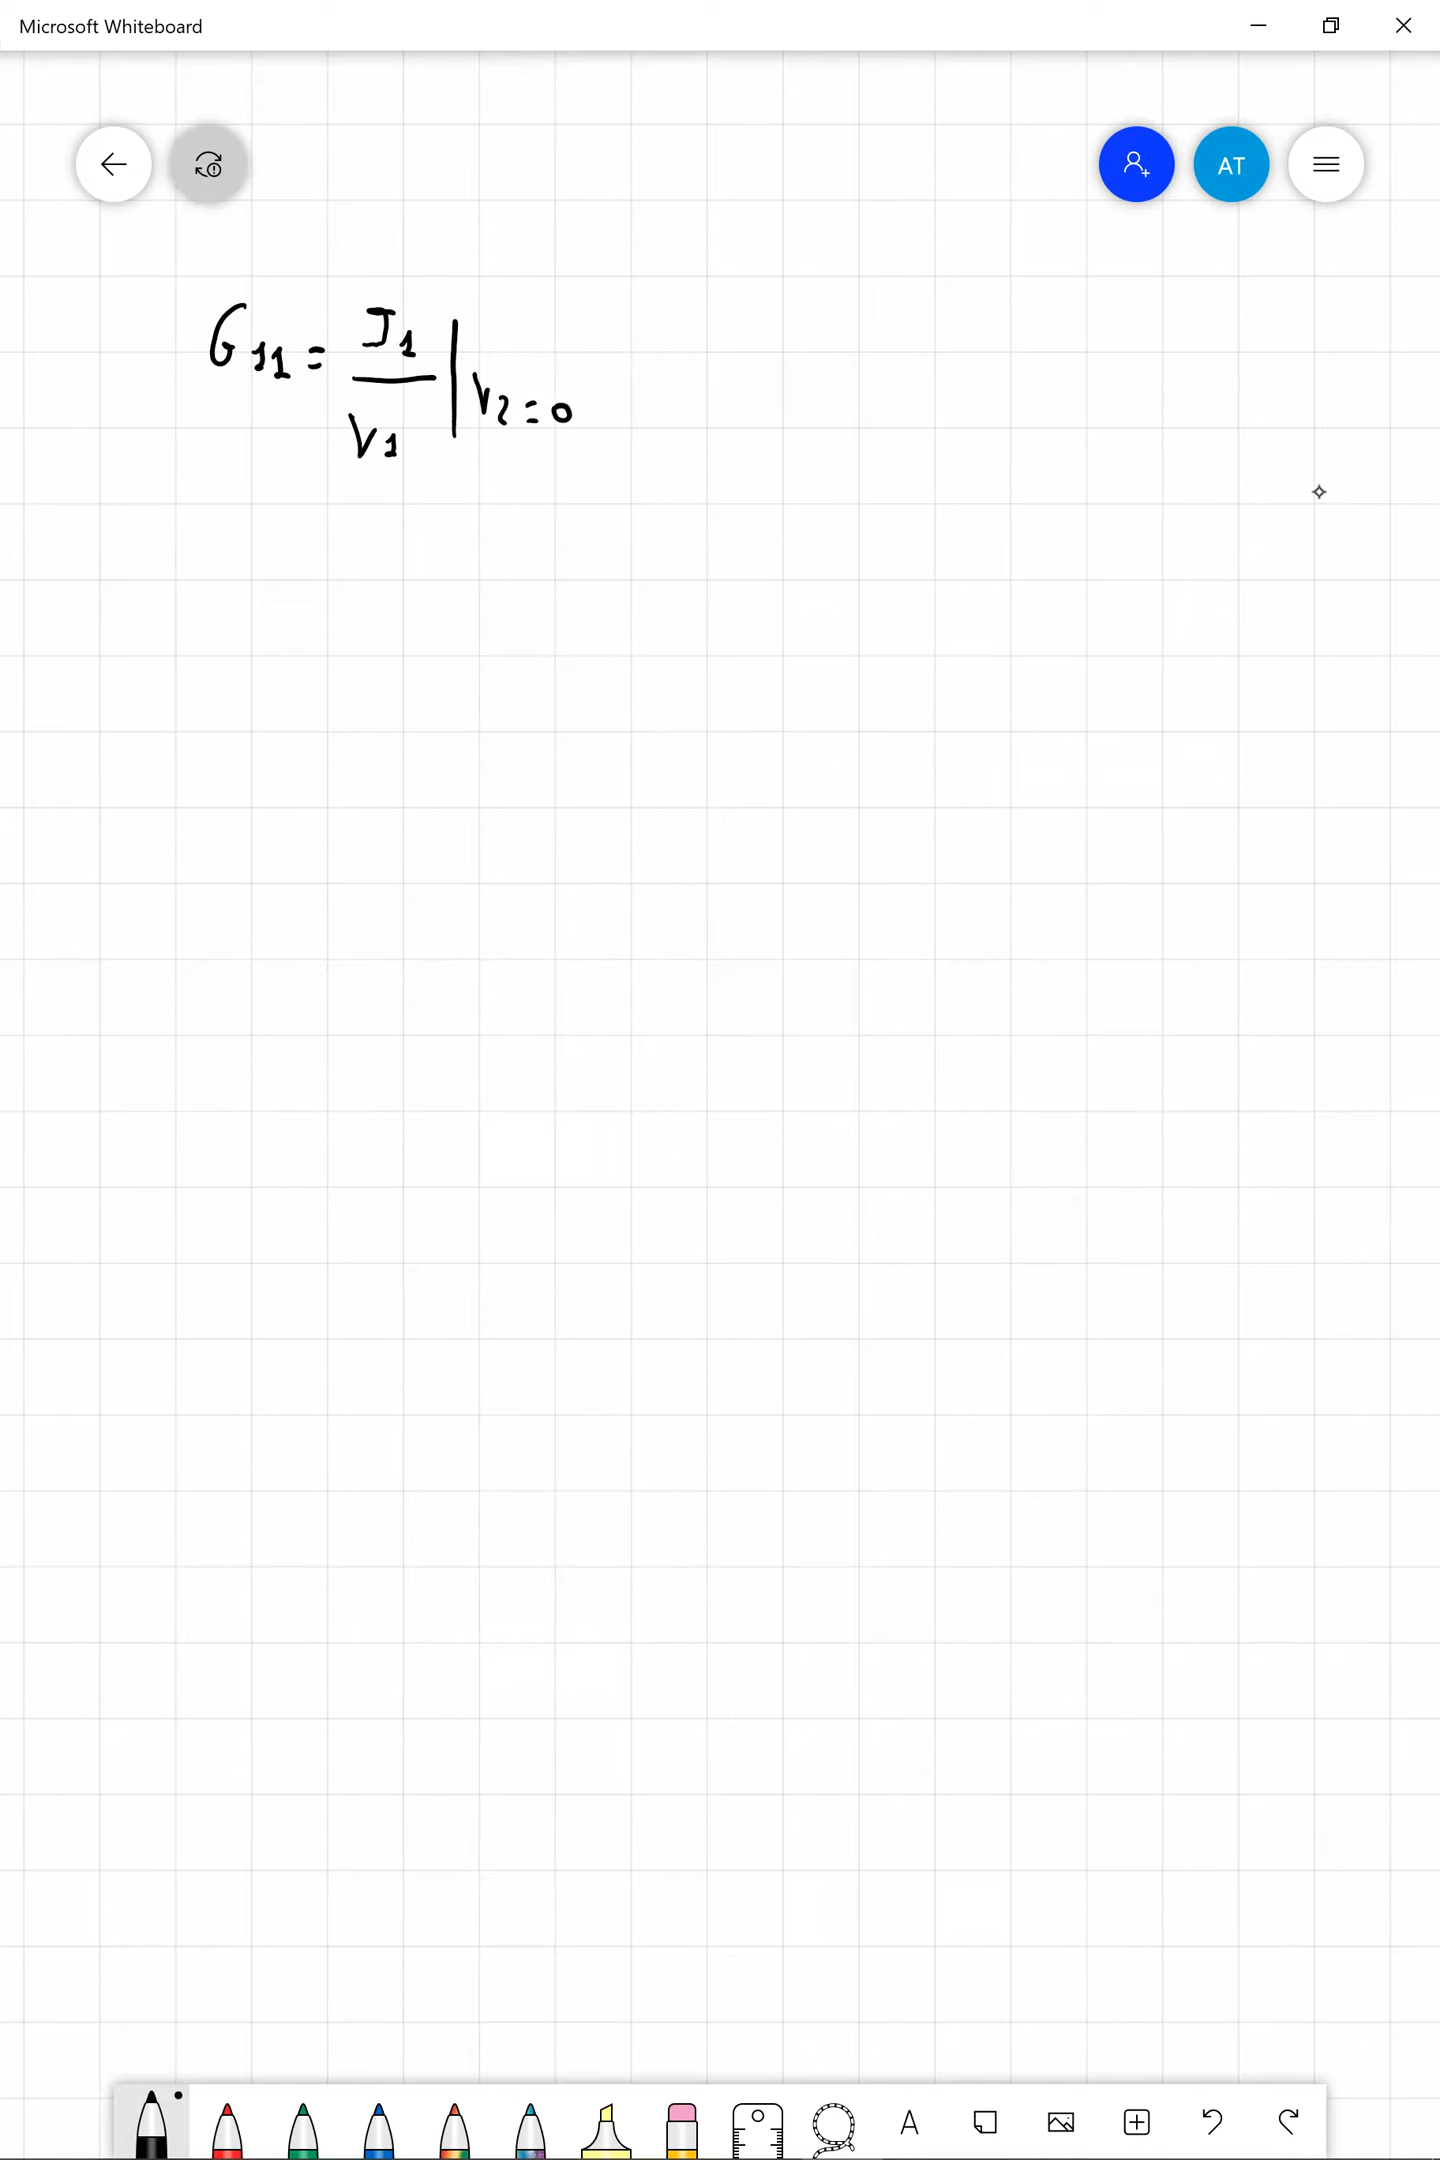 Microsoft Whiteboard
AT
G11 = I1 / V1 | V2 = 0
A